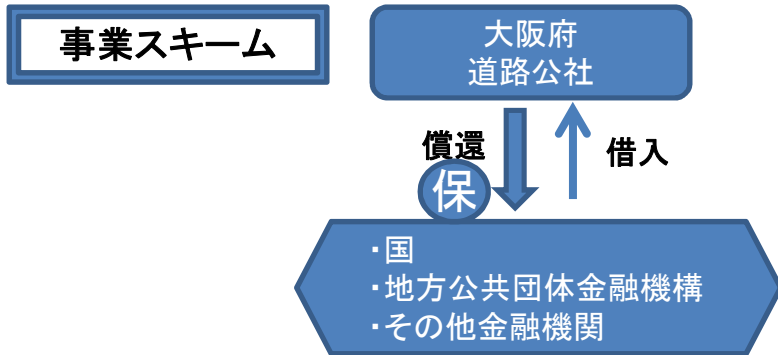 事業スキーム
大阪府
道路公社
償還
借入
保
・国
・地方公共団体金融機構
・その他金融機関